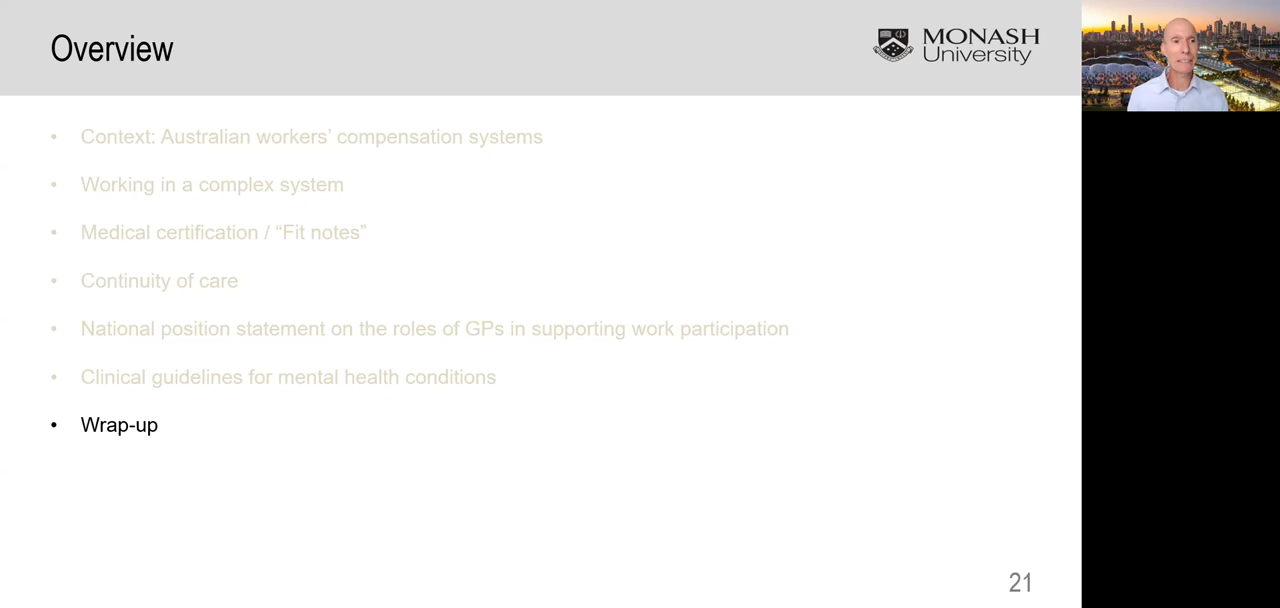 Overview
MONASH
University
• Context: Australian workers’ compensation systems
• Working in a complex system
• Medical certification / “Fit notes”
• Continuity of care
• National position statement on the roles of GPs in supporting work participation
• Clinical guidelines for mental health conditions
• Wrap-up
21